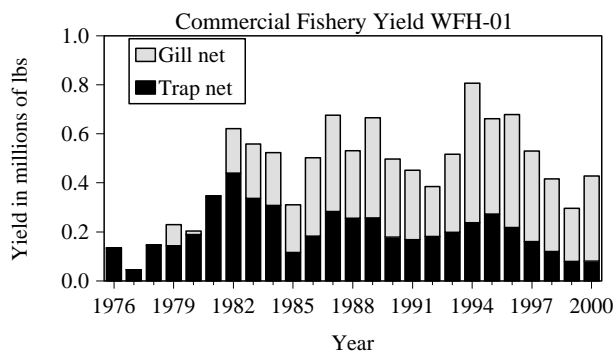 Commercial Fishery Yield WFH-01
1.0
0.8
0.6
0.4
0.2
0.0
Yield in millions of lbs
Gill net
Trap net
1976 1979 1982 1985 1988 1991 1994 1997 2000
Year